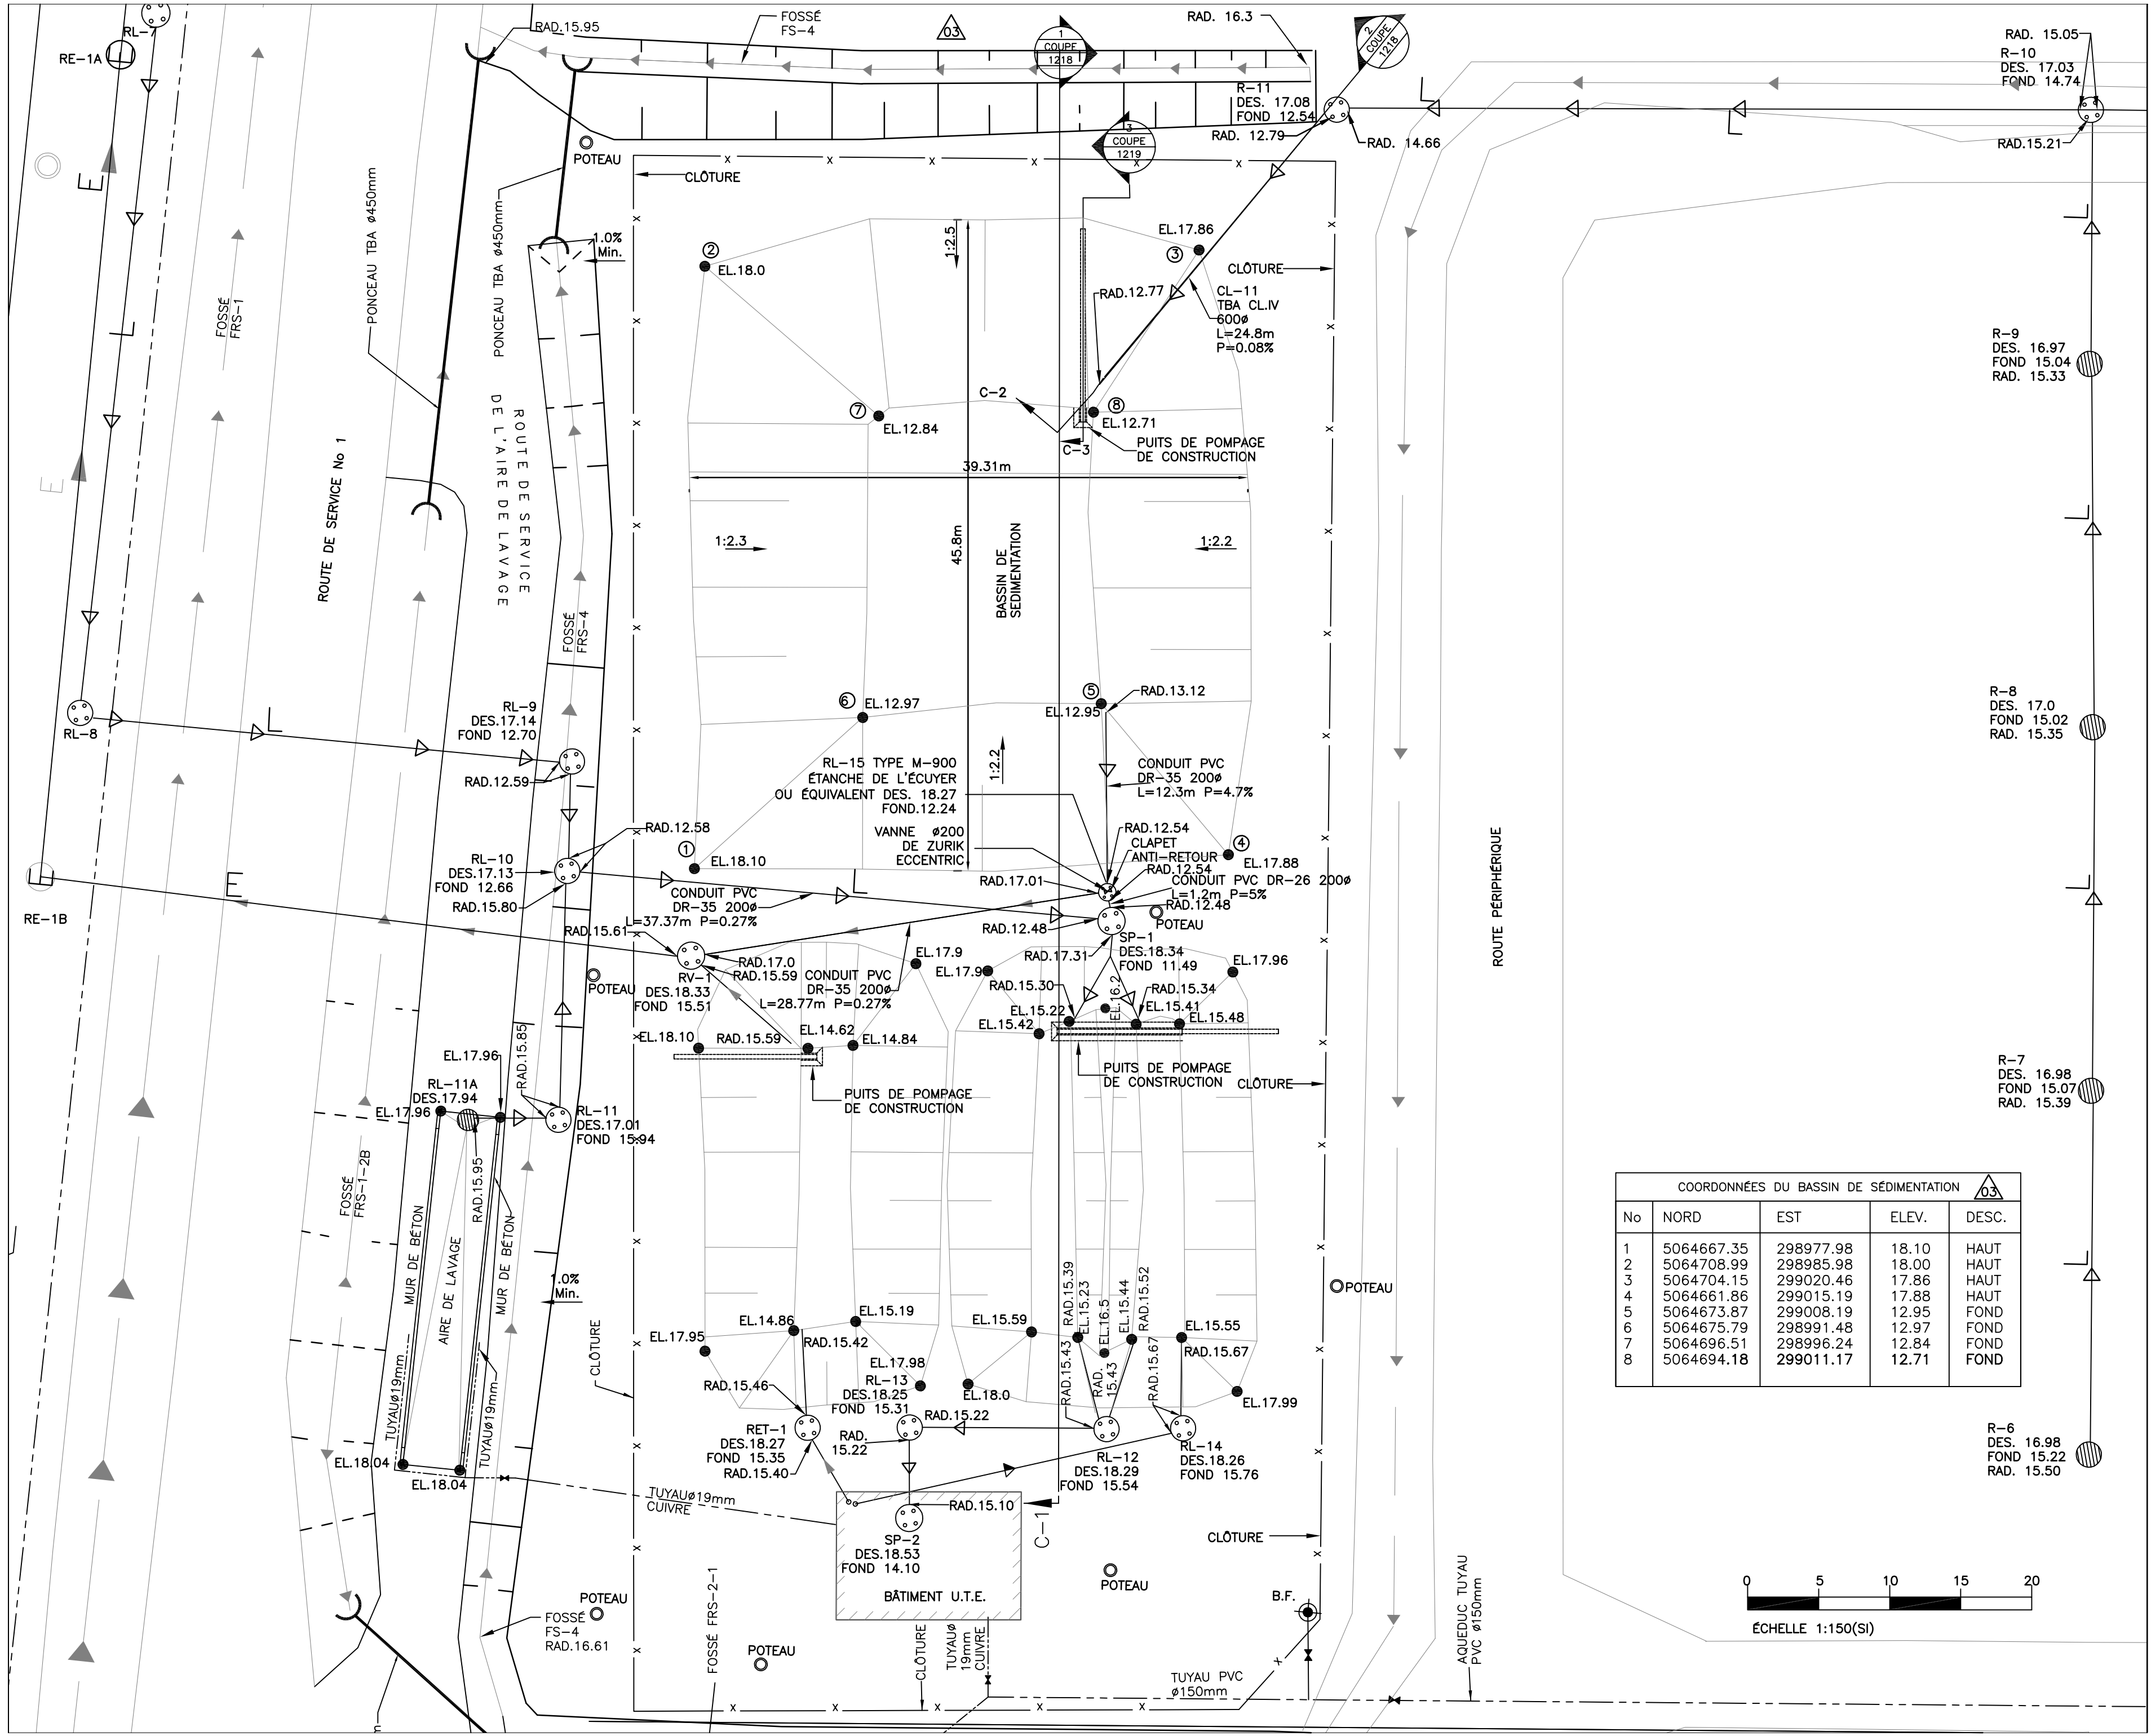 RL-7
RE-1A
RAD.15.95
FOSSÉ
FS-4
03
1
COUPE
1218
RAD. 16.3
2
COUPE
1218
RAD. 15.05
R-10
DES. 17.03
FOND 14.74
R-11
DES. 17.08
FOND 12.54
RAD. 12.79
RAD. 14.66
RAD.15.21
3
COUPE
1219
POTEAU
CLÔTURE
L
L
E
L
E
PONCEAU TBA ø450mm
PONCEAU TBA ø450mm
FOSSÉ
FRS-1
1.0%
Min.
2
EL.18.0
1:2.5
EL.17.86
3
CLÔTURE
RAD.12.77
CL-11
TBA CL.IV
600ø
L=24.8m
P=0.08%
R-9
DES. 16.97
FOND 15.04
RAD. 15.33
C-2
7
EL.12.84
8
EL.12.71
PUITS DE POMPAGE
DE CONSTRUCTION
C-3
39.31m
ROUTE DE SERVICE No 1
ROUTE DE SERVICE
DE L'AIRE DE LAVAGE
1:2.3
45.8m
BASSIN DE
SÉDIMENTATION
1:2.2
FOSSÉ
FRS-4
6
EL.12.97
5
EL.12.95
RAD.13.12
RL-8
L
RL-9
DES.17.14
FOND 12.70
RAD.12.59
R-8
DES. 17.0
FOND 15.02
RAD. 15.35
RL-15 TYPE M-900
ÉTANCHE DE L'ÉCUYER
OU ÉQUIVALENT DES. 18.27
FOND.12.24
1:2.2
CONDUIT PVC
DR-35 200ø
L=12.3m P=4.7%
VANNE ø200
DE ZURIK
ECCENTRIC
RAD.12.54
CLAPET
ANTI-RETOUR
RAD.12.54
4
EL.17.88
RAD.12.58
1
EL.18.10
RL-10
DES.17.13
FOND 12.66
RAD.15.80
E
E
RE-1B
CONDUIT PVC
DR-35 200ø
L=37.37m P=0.27%
L
RAD.17.01
CONDUIT PVC DR-26 200ø
L=1.2m P=5%
RAD.12.48
POTEAU
RAD.12.48
SP-1
DES.18.34
FOND 11.49
RAD.17.31
ROUTE PÉRIPHÉRIQUE
RAD.15.61
RAD.17.0
RAD.15.59
RV-1
DES.18.33
FOND 15.51
POTEAU
CONDUIT PVC
DR-35 200ø
L=28.77m P=0.27%
EL.17.9
EL.17.9
EL.17.96
RAD.15.30
EL.16.2
RAD.15.34
EL.15.22
EL.15.41
EL.15.42
EL.15.48
EL.18.10
RAD.15.59
EL.14.62
EL.14.84
PUITS DE POMPAGE
DE CONSTRUCTION
PUITS DE POMPAGE
DE CONSTRUCTION
CLÔTURE
R-7
DES. 16.98
FOND 15.07
RAD. 15.39
EL.17.96
RAD.15.85
RL-11A
DES.17.94
EL.17.96
RL-11
DES.17.01
FOND 15.94
RAD.15.95
FOSSÉ
FRS-1-2B
MUR DE BÉTON
AIRE DE LAVAGE
MUR DE BÉTON
TUYAUø19mm
TUYAUø19mm
1.0%
Min.
COORDONNÉES DU BASSIN DE SÉDIMENTATION 03
No NORD EST ELEV. DESC.
1 5064667.35 298977.98 18.10 HAUT
2 5064708.99 298985.98 18.00 HAUT
3 5064704.15 299020.46 17.86 HAUT
4 5064661.86 299015.19 17.88 HAUT
5 5064673.87 299008.19 12.95 FOND
6 5064675.79 298991.48 12.97 FOND
7 5064696.51 298996.24 12.84 FOND
8 5064694.18 299011.17 12.71 FOND
POTEAU
CLÔTURE
EL.17.95
EL.14.86
EL.15.19
RAD.15.42
EL.17.98
EL.15.59
RAD.15.39
EL.15.23
EL.16.5
EL.15.44
RAD.15.52
EL.15.55
RAD.15.67
EL.17.99
EL.18.0
RAD.15.43
RAD.
15.43
RAD.15.67
RAD.15.46
RL-13
DES.18.25
FOND 15.31
RAD.15.22
RAD.
15.22
RET-1
DES.18.27
FOND 15.35
RAD.15.40
RL-12
DES.18.29
FOND 15.54
RL-14
DES.18.26
FOND 15.76
R-6
DES. 16.98
FOND 15.22
RAD. 15.50
EL.18.04
EL.18.04
TUYAUø19mm
CUIVRE
RAD.15.10
SP-2
DES.18.53
FOND 14.10
BÂTIMENT U.T.E.
C-1
CLÔTURE
POTEAU
B.F.
POTEAU
FOSSÉ
FS-4
RAD.16.61
POTEAU
FOSSÉ FRS-2-1
CLÔTURE
TUYAUø
19mm
CUIVRE
TUYAU PVC
ø150mm
AQUEDUC TUYAU
PVC ø150mm
0 5 10 15 20
ÉCHELLE 1:150(SI)